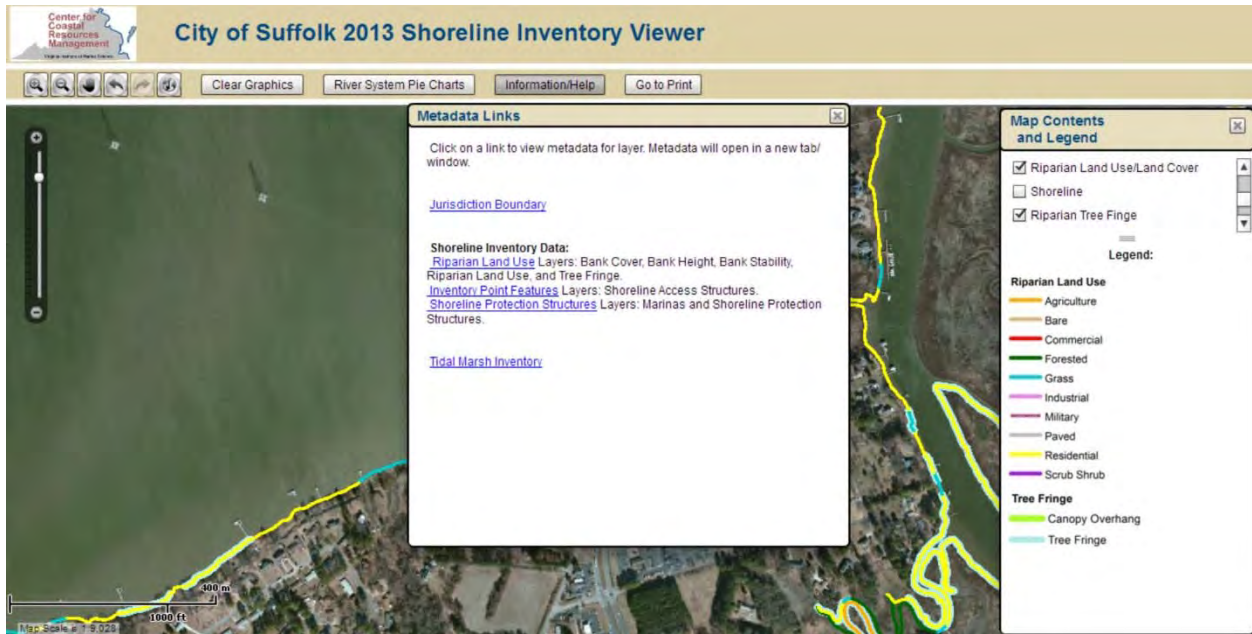 Center for
Coastal
Resources
Management
City of Suffolk 2013 Shoreline Inventory Viewer
Clear Graphics
River System Pie Charts
Information/Help
Go to Print
Metadata Links
Click on a link to view metadata for layer. Metadata will open in a new tab/
window.
Jurisdiction Boundary
Shoreline Inventory Data:
Riparian Land Use Layers: Bank Cover, Bank Height, Bank Stability,
Riparian Land Use, and Tree Fringe.
Inventory Point Features Layers: Shoreline Access Structures.
Shoreline Protection Structures Layers: Marinas and Shoreline Protection
Structures.
Tidal Marsh Inventory
Map Contents
and Legend
Riparian Land Use/Land Cover
Shoreline
Riparian Tree Finge
Legend:
Riparian Land Use
Agriculture
Bare
Commercial
Forested
Grass
Industrial
Military
Paved
Residential
Scrub Shrub
Tree Fringe
Canopy Overhang
Tree Fringe
400 m
1000 ft
Map Scale = 1:9,028